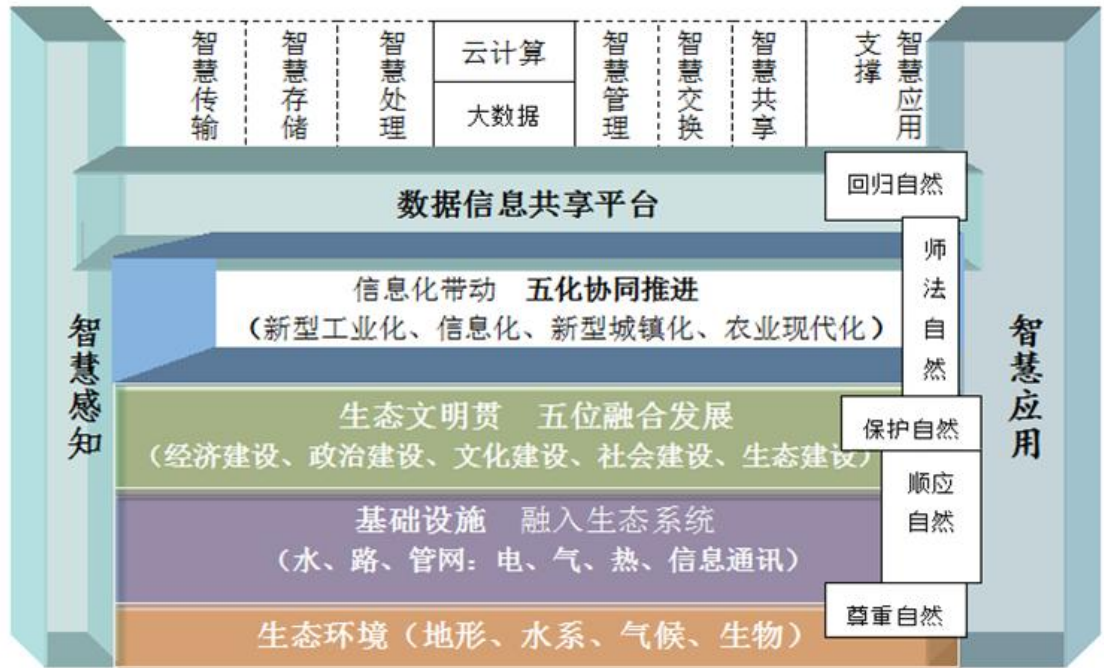 智慧传输
智慧存储
智慧处理
云计算
大数据
智慧管理
智慧交换
智慧共享
智慧应用
支撑
回归自然
数据信息共享平台
师法自然
信息化带动 五化协同推进
（新型工业化、信息化、新型城镇化、农业现代化）
智慧感知
智慧应用
生态文明贯 五位融合发展
（经济建设、政治建设、文化建设、社会建设、生态建设）
保护自然
顺应
自然
基础设施 融入生态系统
（水、路、管网：电、气、热、信息通讯）
尊重自然
生态环境（地形、水系、气候、生物）